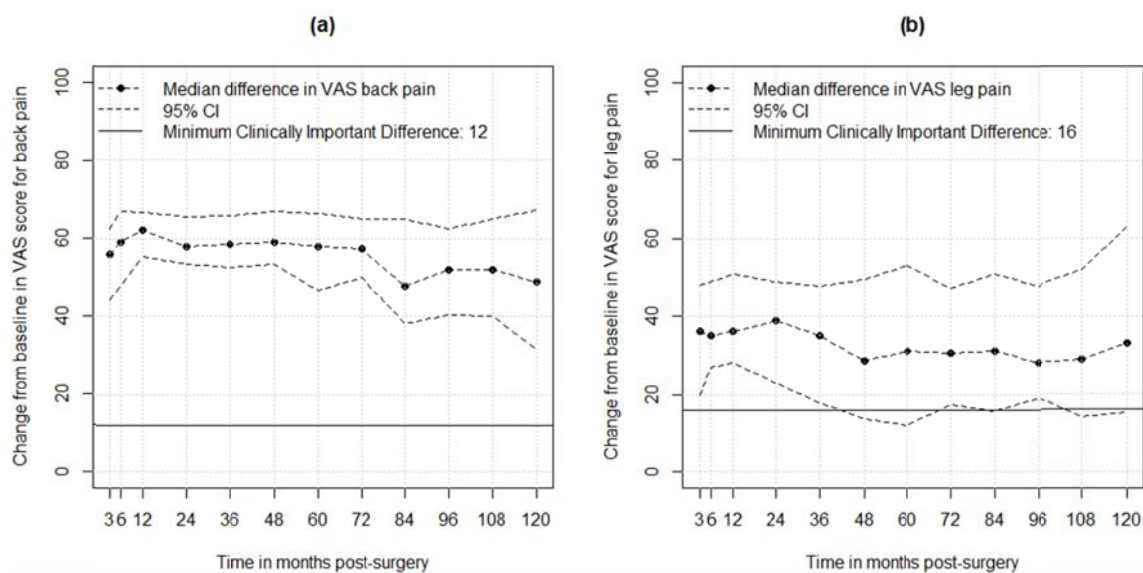 (a)
Median difference in VAS back pain
95% CI
Minimum Clinically Important Difference: 12
Change from baseline in VAS score for back pain
100
80
60
40
20
0
3 6 12 24 36 48 60 72 84 96 108 120
Time in months post-surgery
(b)
Median difference in VAS leg pain
95% CI
Minimum Clinically Important Difference: 16
Change from baseline in VAS score for leg pain
100
80
60
40
20
0
3 6 12 24 36 48 60 72 84 96 108 120
Time in months post-surgery